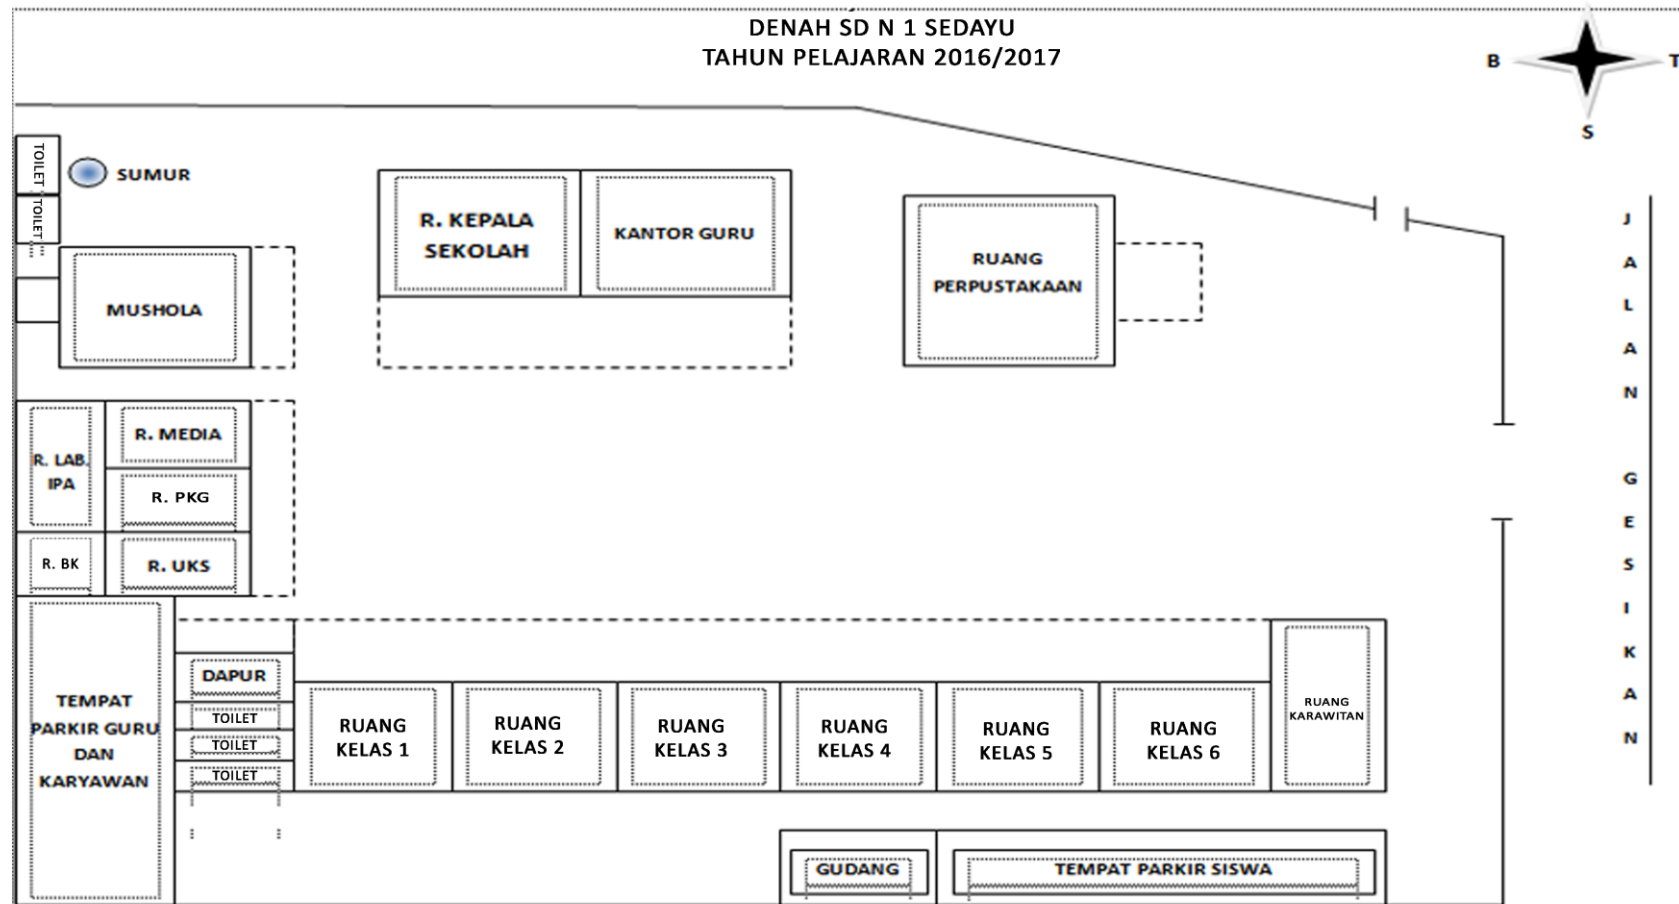 DENAH SD N 1 SEDAYU
TAHUN PELAJARAN 2016/2017
B
T
S
TOILET
SUMUR
TOILET
R. KEPALA
SEKOLAH
KANTOR GURU
RUANG
PERPUSTAKAAN
MUSHOLA
JALAN GESIKAN
R. LAB.
IPA
R. MEDIA
R. PKG
R. BK
R. UKS
TEMPAT
PARKIR GURU
DAN
KARYAWAN
DAPUR
TOILET
TOILET
TOILET
RUANG
KELAS 1
RUANG
KELAS 2
RUANG
KELAS 3
RUANG
KELAS 4
RUANG
KELAS 5
RUANG
KELAS 6
RUANG
KARAWITAN
GUDANG
TEMPAT PARKIR SISWA